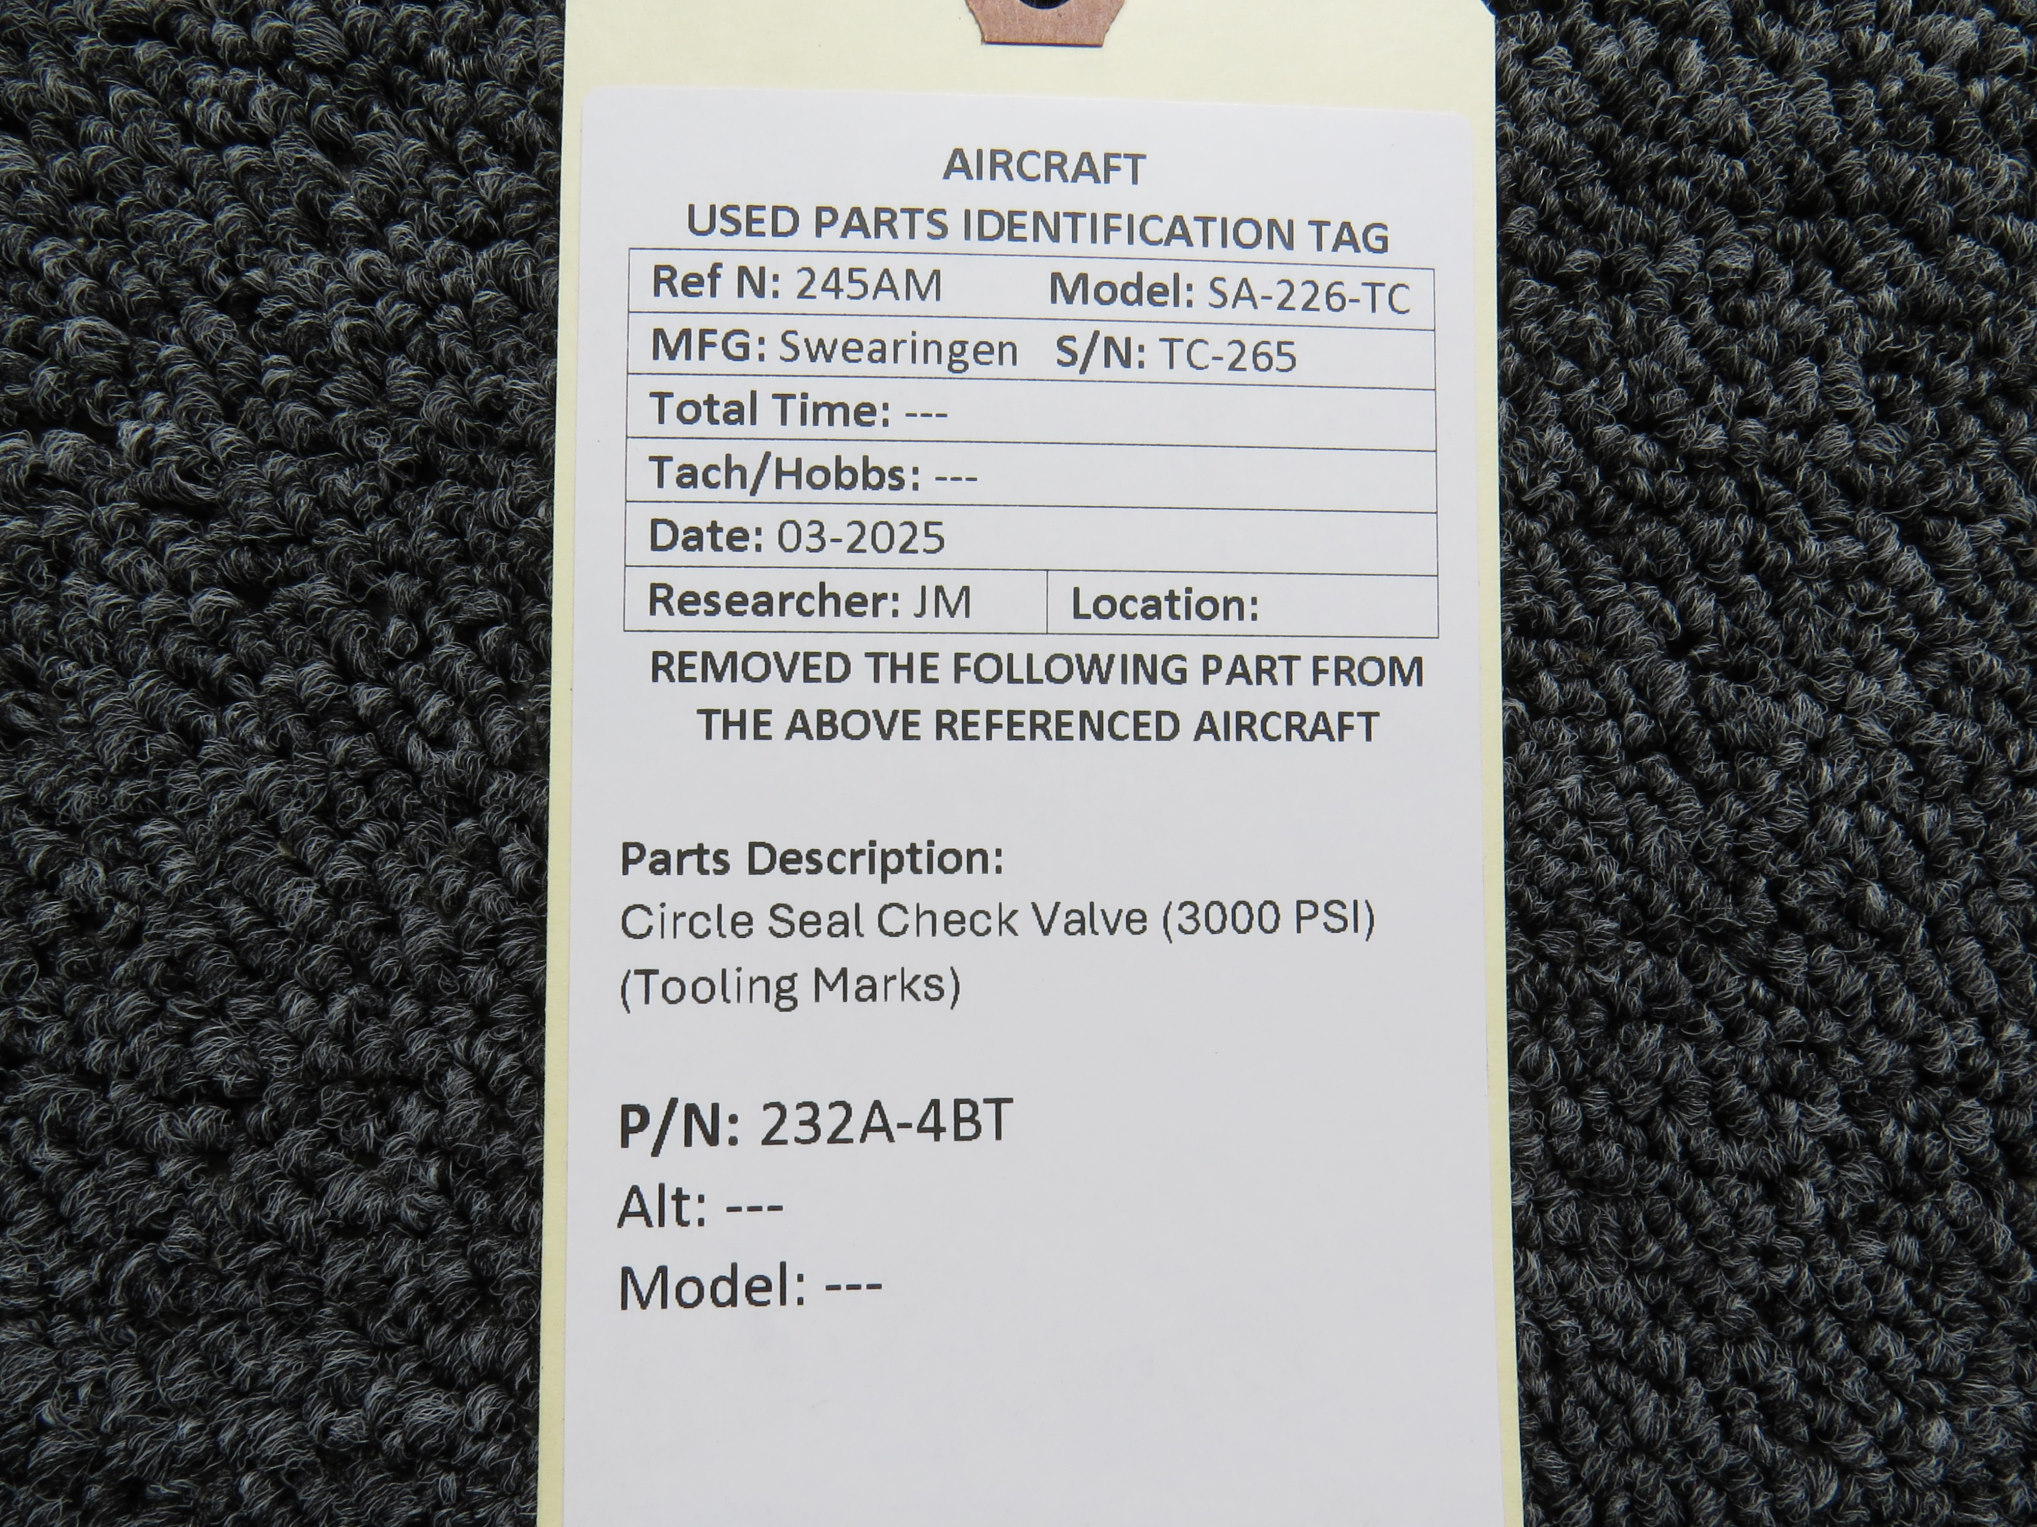 AIRCRAFT
USED PARTS IDENTIFICATION TAG
Ref N: 245AM Model: SA-226-TC
MFG: Swearingen S/N: TC-265
Total Time: ---
Tach/Hobbs: ---
Date: 03-2025
Researcher: JM Location:
REMOVED THE FOLLOWING PART FROM
THE ABOVE REFERENCED AIRCRAFT
Parts Description:
Circle Seal Check Valve (3000 PSI)
(Tooling Marks)
P/N: 232A-4BT
Alt: ---
Model: ---